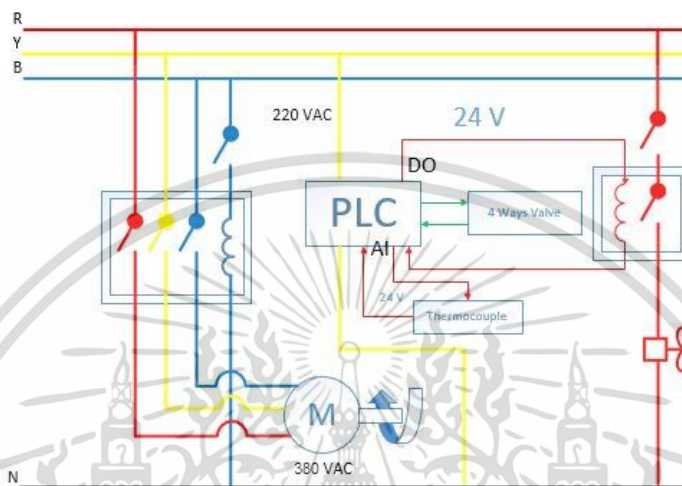 R
Y
B
220 VAC
24 V
DO
PLC
4 Ways Valve
AI
24 V
Thermocouple
M
380 VAC
N